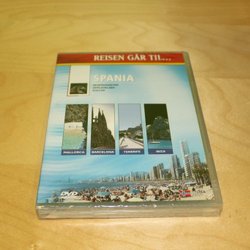 REISEN GÅR TIL...
SPANIA
MALLORCA
BARCELONA
TENERIFE
IBIZA
DVD